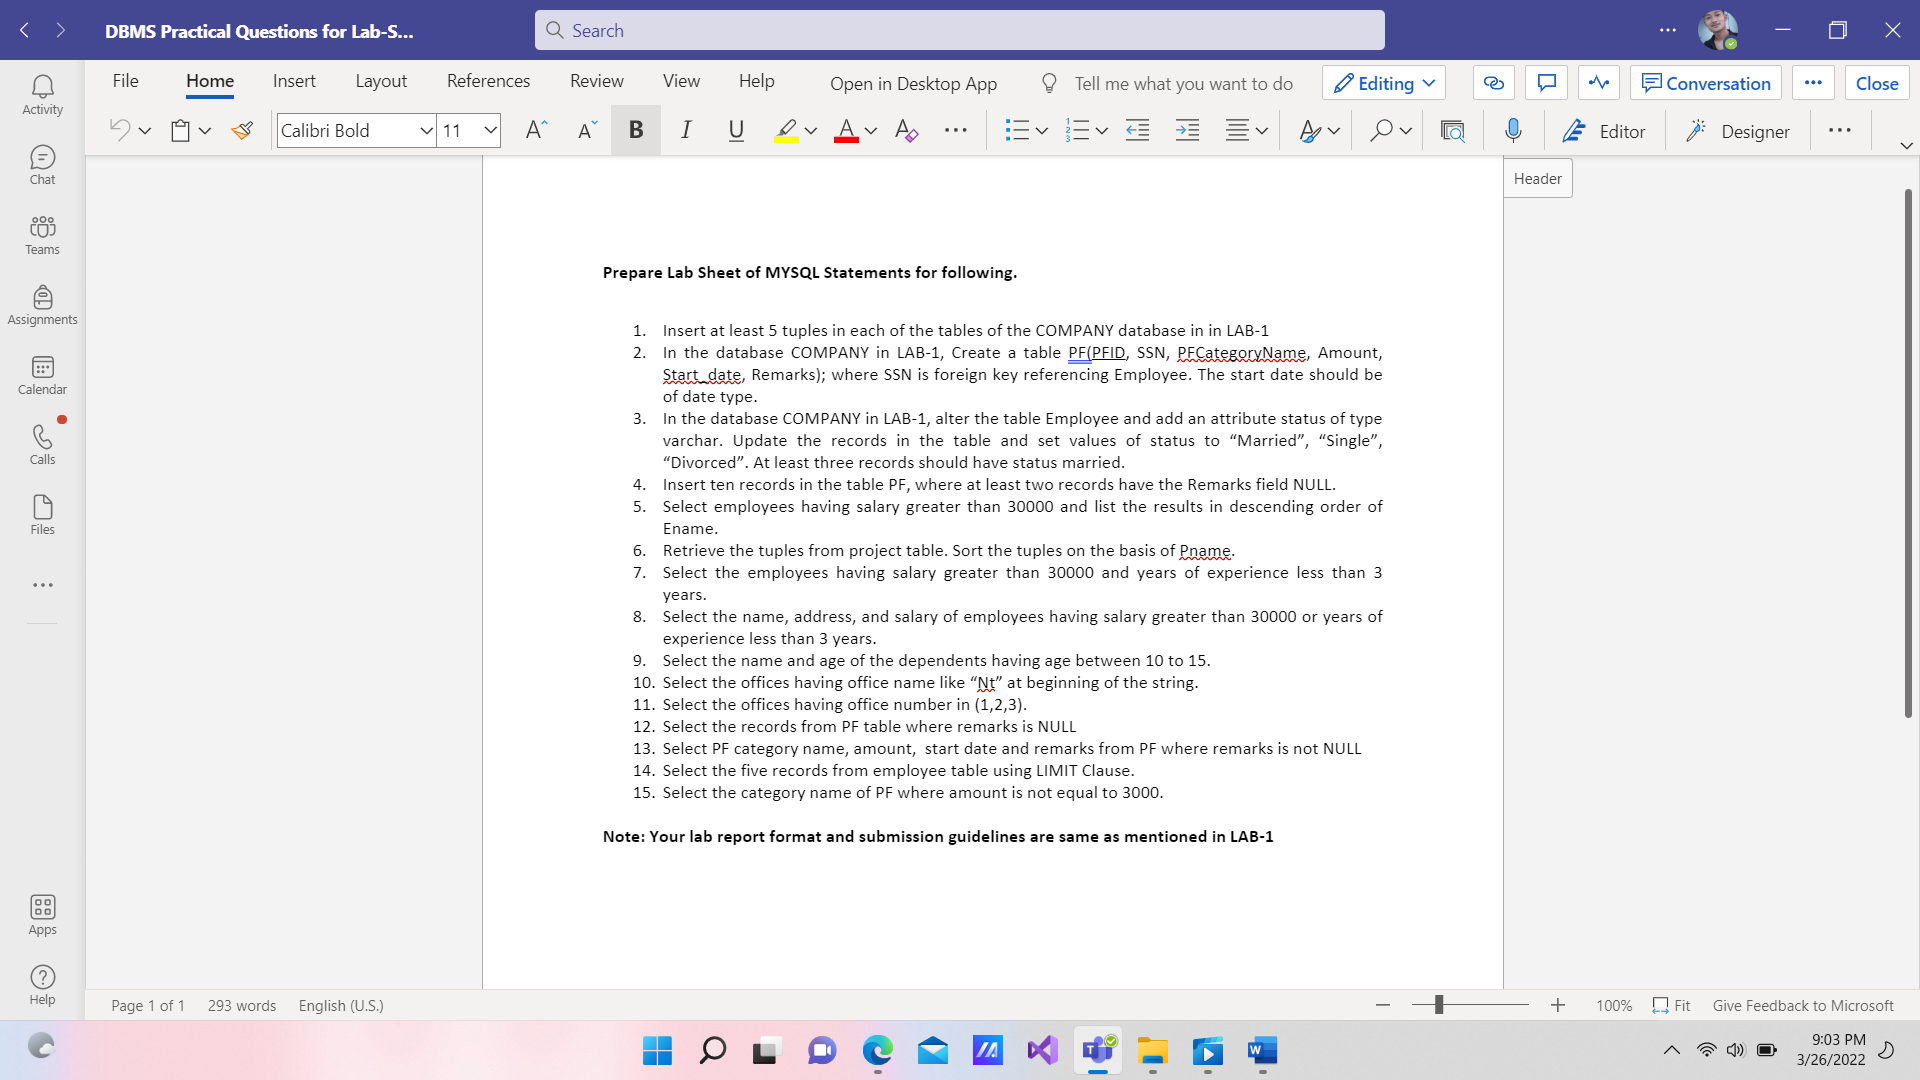 DBMS Practical Questions for Lab-S...
Search
File Home Insert Layout References Review View Help Open in Desktop App Tell me what you want to do Editing Conversation Close
Calibri Bold 11 B I U A Editor Designer
Activity
Chat
Teams
Assignments
Calendar
Calls
Files
Apps
Help
Header
Prepare Lab Sheet of MYSQL Statements for following.
1. Insert at least 5 tuples in each of the tables of the COMPANY database in in LAB-1
2. In the database COMPANY in LAB-1, Create a table PF(PFID, SSN, PFCategoryName, Amount,
Start_date, Remarks); where SSN is foreign key referencing Employee. The start date should be
of date type.
3. In the database COMPANY in LAB-1, alter the table Employee and add an attribute status of type
varchar. Update the records in the table and set values of status to “Married”, “Single”,
“Divorced”. At least three records should have status married.
4. Insert ten records in the table PF, where at least two records have the Remarks field NULL.
5. Select employees having salary greater than 30000 and list the results in descending order of
Ename.
6. Retrieve the tuples from project table. Sort the tuples on the basis of Pname.
7. Select the employees having salary greater than 30000 and years of experience less than 3
years.
8. Select the name, address, and salary of employees having salary greater than 30000 or years of
experience less than 3 years.
9. Select the name and age of the dependents having age between 10 to 15.
10. Select the offices having office name like “Nt” at beginning of the string.
11. Select the offices having office number in (1,2,3).
12. Select the records from PF table where remarks is NULL
13. Select PF category name, amount, start date and remarks from PF where remarks is not NULL
14. Select the five records from employee table using LIMIT Clause.
15. Select the category name of PF where amount is not equal to 3000.
Note: Your lab report format and submission guidelines are same as mentioned in LAB-1
Page 1 of 1 293 words English (U.S.) 100% Fit Give Feedback to Microsoft
9:03 PM
3/26/2022